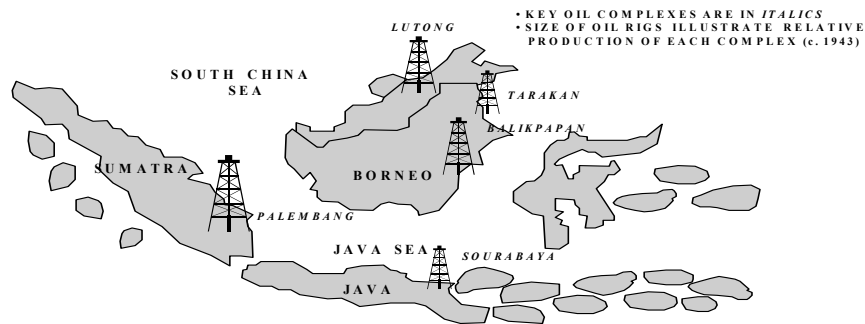 • KEY OIL COMPLEXES ARE IN ITALICS
• SIZE OF OIL RIGS ILLUSTRATE RELATIVE
PRODUCTION OF EACH COMPLEX (c. 1943)
LUTONG
SOUTH CHINA
SEA
TARAKAN
BALIKPAPAN
SUMATRA
BORNEO
PALEMBANG
JAVA SEA
SOURABAYA
JAVA